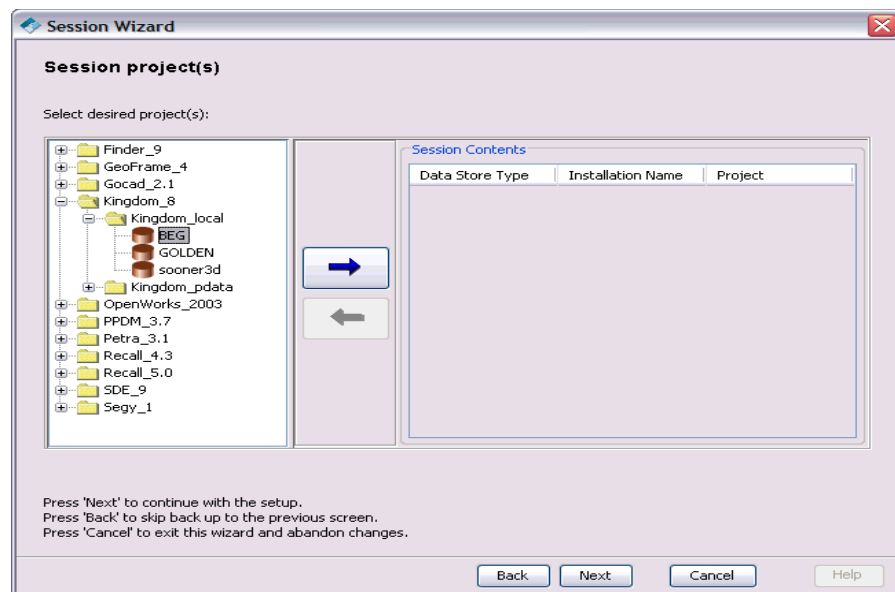 Session Wizard
Session project(s)
Select desired project(s):
Finder_9
GeoFrame_4
Gocad_2.1
Kingdom_8
Kingdom_local
BEG
GOLDEN
sooner3d
Kingdom_pdata
OpenWorks_2003
PPDM_3.7
Petra_3.1
Recall_4.3
Recall_5.0
SDE_9
Segy_1
Session Contents
Data Store Type Installation Name Project
Press 'Next' to continue with the setup.
Press 'Back' to skip back up to the previous screen.
Press 'Cancel' to exit this wizard and abandon changes.
Back Next Cancel Help